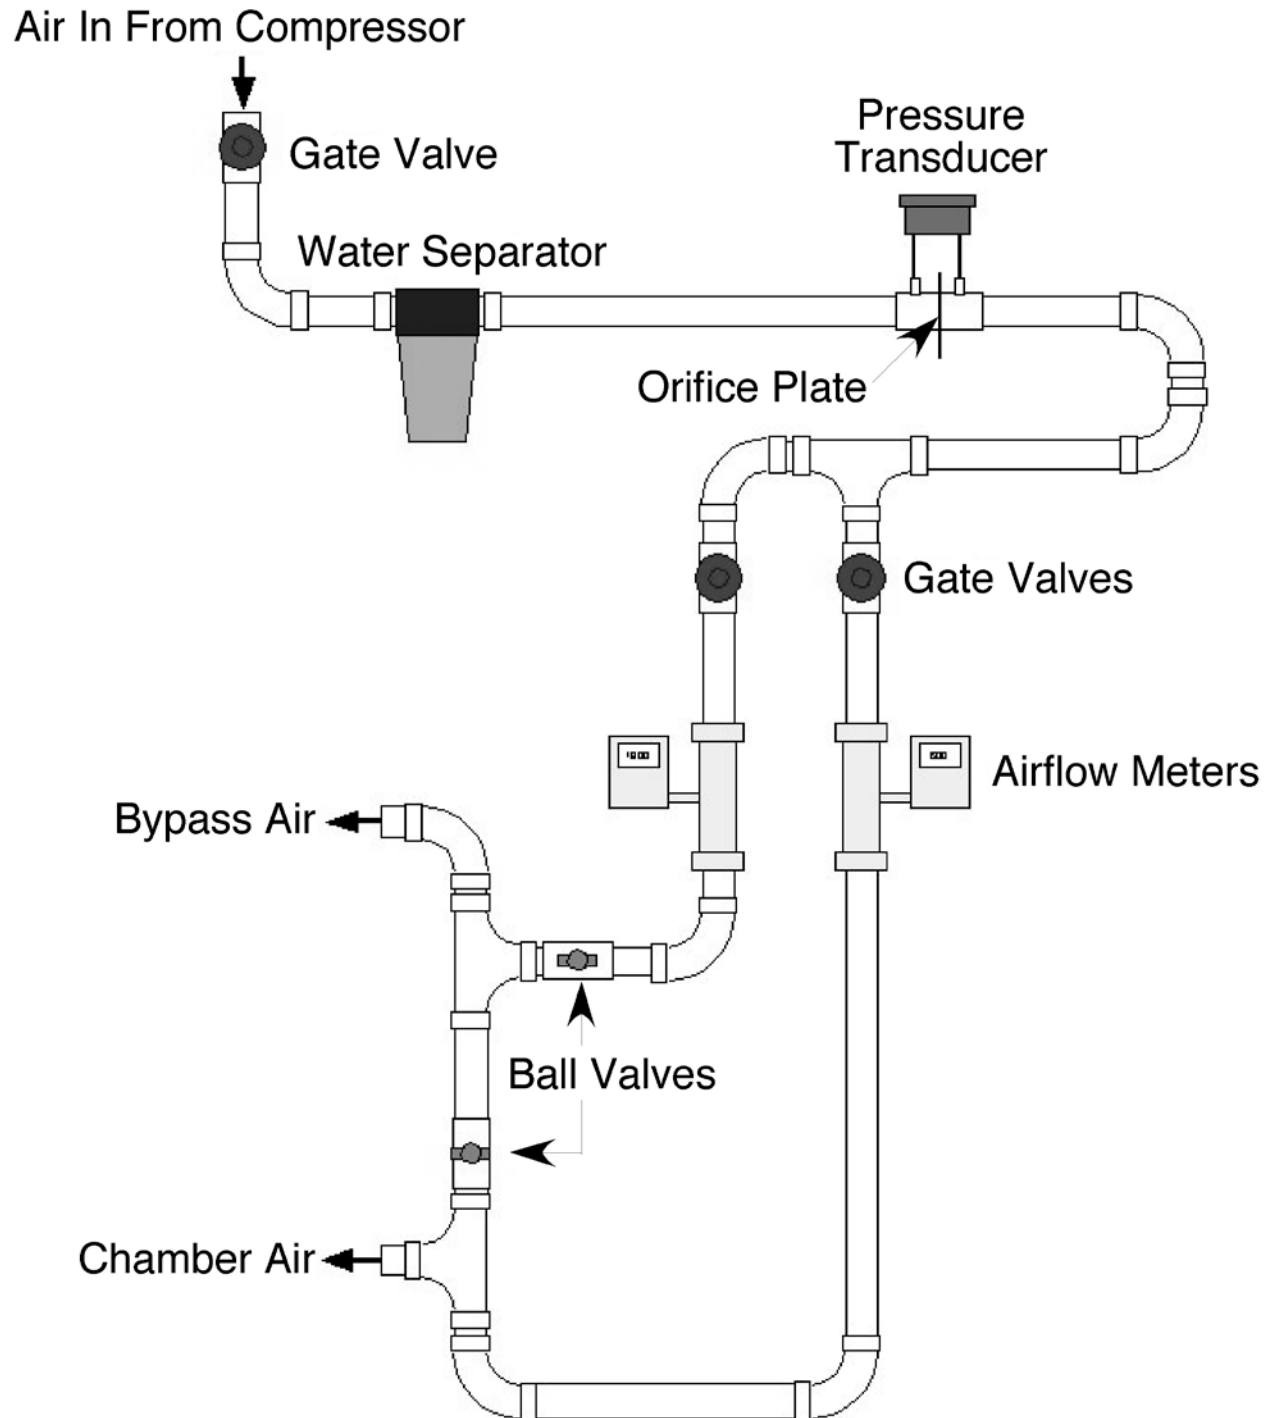 Air In From Compressor
Gate Valve
Pressure
Transducer
Water Separator
Orifice Plate
Gate Valves
Airflow Meters
Bypass Air
Ball Valves
Chamber Air